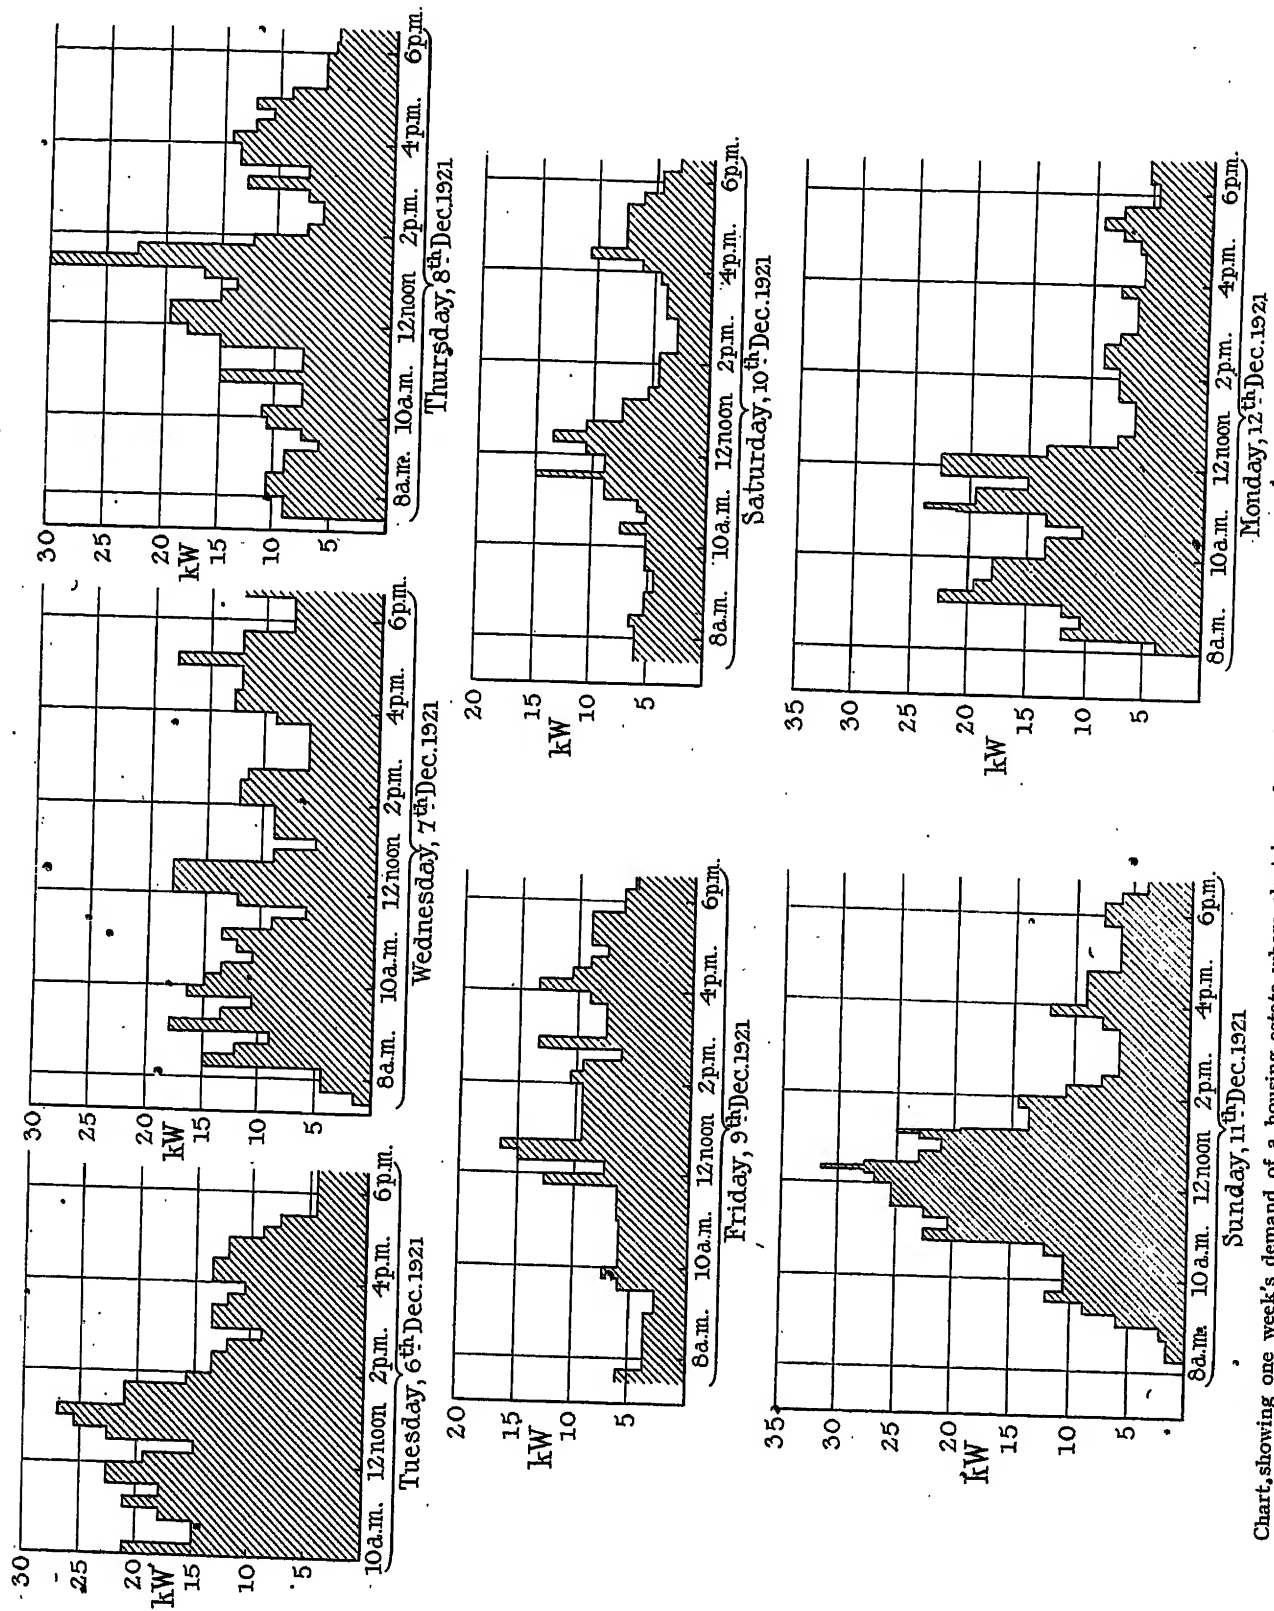 30
25
20
15
10
5
kW
10a.m. 12noon 2p.m. 4p.m. 6p.m.
Tuesday, 6th Dec.1921
30
25
20
15
10
5
kW
8a.m. 10a.m. 12noon 2p.m. 4p.m. 6p.m.
Wednesday, 7th Dec.1921
30
25
20
15
10
5
kW
8a.m. 10a.m. 12noon 2p.m. 4p.m. 6p.m.
Thursday, 8th Dec.1921
20
15
10
5
kW
8a.m. 10a.m. 12noon 2p.m. 4p.m. 6p.m.
Friday, 9th Dec.1921
20
15
10
5
kW
8a.m. 10a.m. 12noon 2p.m. 4p.m. 6p.m.
Saturday, 10th Dec.1921
35
30
25
20
15
10
5
kW
8a.m. 10a.m. 12noon 2p.m. 4p.m. 6p.m.
Sunday, 11th Dec.1921
35
30
25
20
15
10
5
kW
8a.m. 10a.m. 12noon 2p.m. 4p.m. 6p.m.
Monday, 12th Dec.1921
Chart, showing one week's demand of a housing estate where